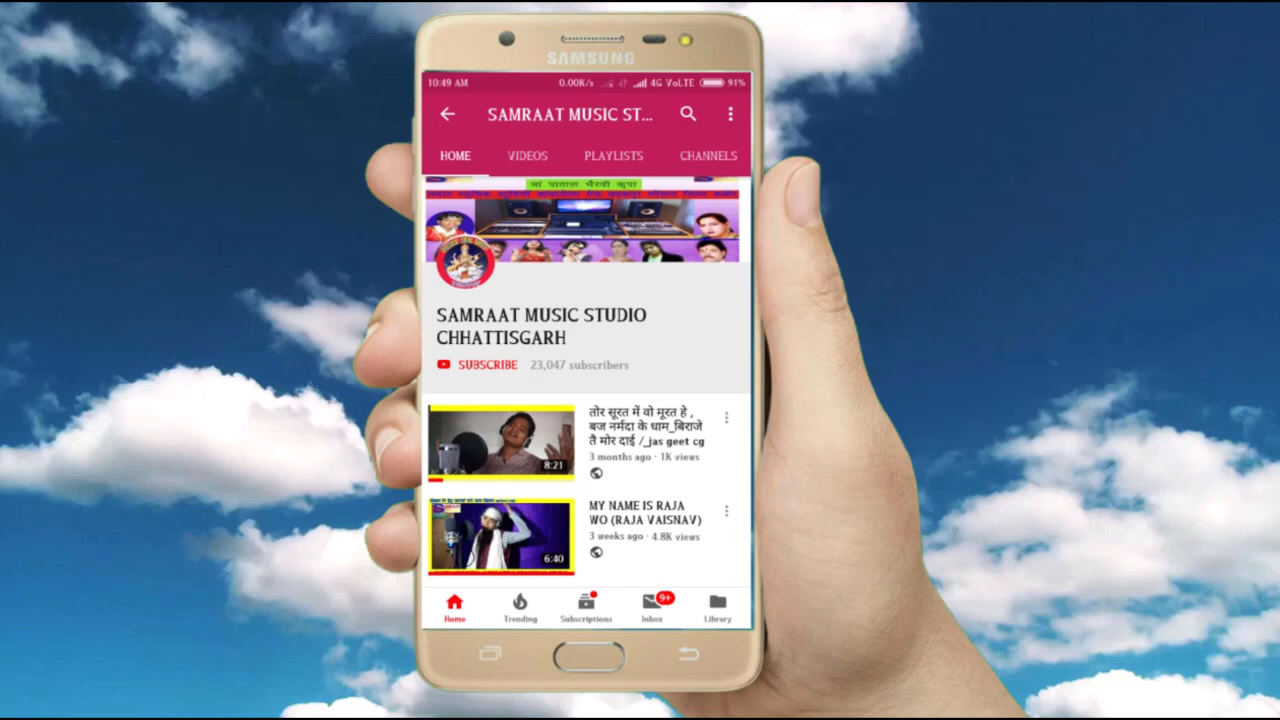 SAMSUNG
10:49 AM 0.00K/s 4G VoLTE 91%
SAMRAAT MUSIC ST...
HOME VIDEOS PLAYLISTS CHANNELS
मां पाताल भैरवी कृपा
SAMRAAT MUSIC STUDIO
CHHATTISGARH
SUBSCRIBE 23,047 subscribers
तोर सूरत में वो मूरत हे ,
बज नर्मदा के धाम_बिराजे
तै मोर दाई /_jas geet cg
3 months ago · 1K views
8:21
MY NAME IS RAJA
WO (RAJA VAISNAV)
3 weeks ago · 4.8K views
6:40
9+
Home Trending Subscriptions Inbox Library